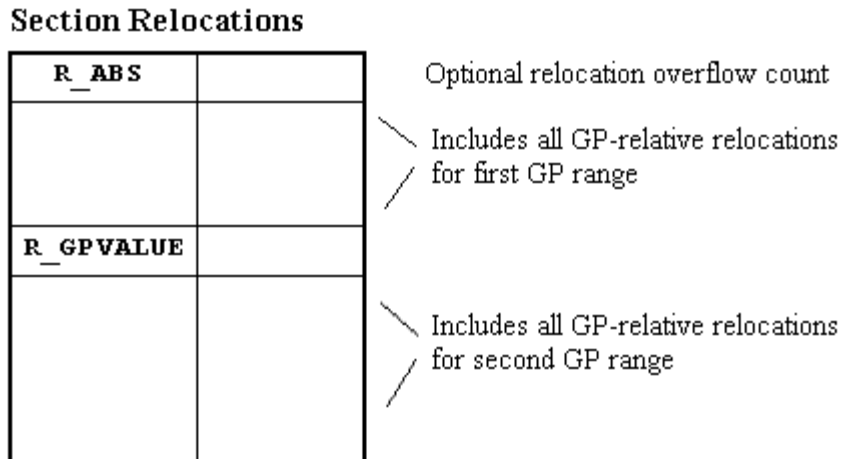 Section Relocations
R_ABS
Optional relocation overflow count
Includes all GP-relative relocations
for first GP range
R_GPVALUE
Includes all GP-relative relocations
for second GP range